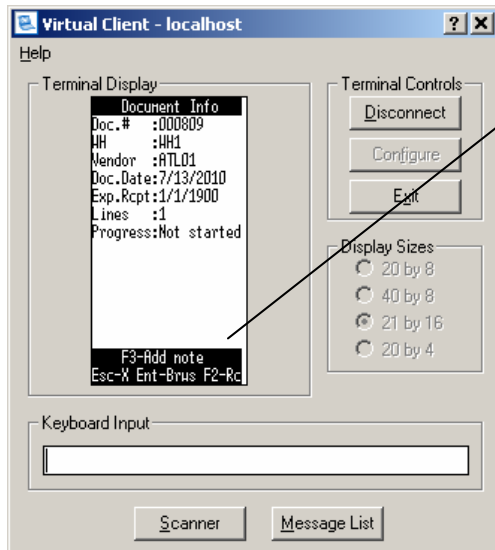 Virtual Client - localhost
Help
Terminal Display
Document Info
Doc.# :000809
WH :WH1
Vendor :ATL01
Doc.Date:7/13/2010
Exp.Rcpt:1/1/1900
Lines :1
Progress:Not started
F3-Add note
Esc-X Ent-Brws F2-Rc
Terminal Controls
Disconnect
Configure
Exit
Display Sizes
20 by 8
40 by 8
21 by 16
20 by 4
Keyboard Input
Scanner
Message List